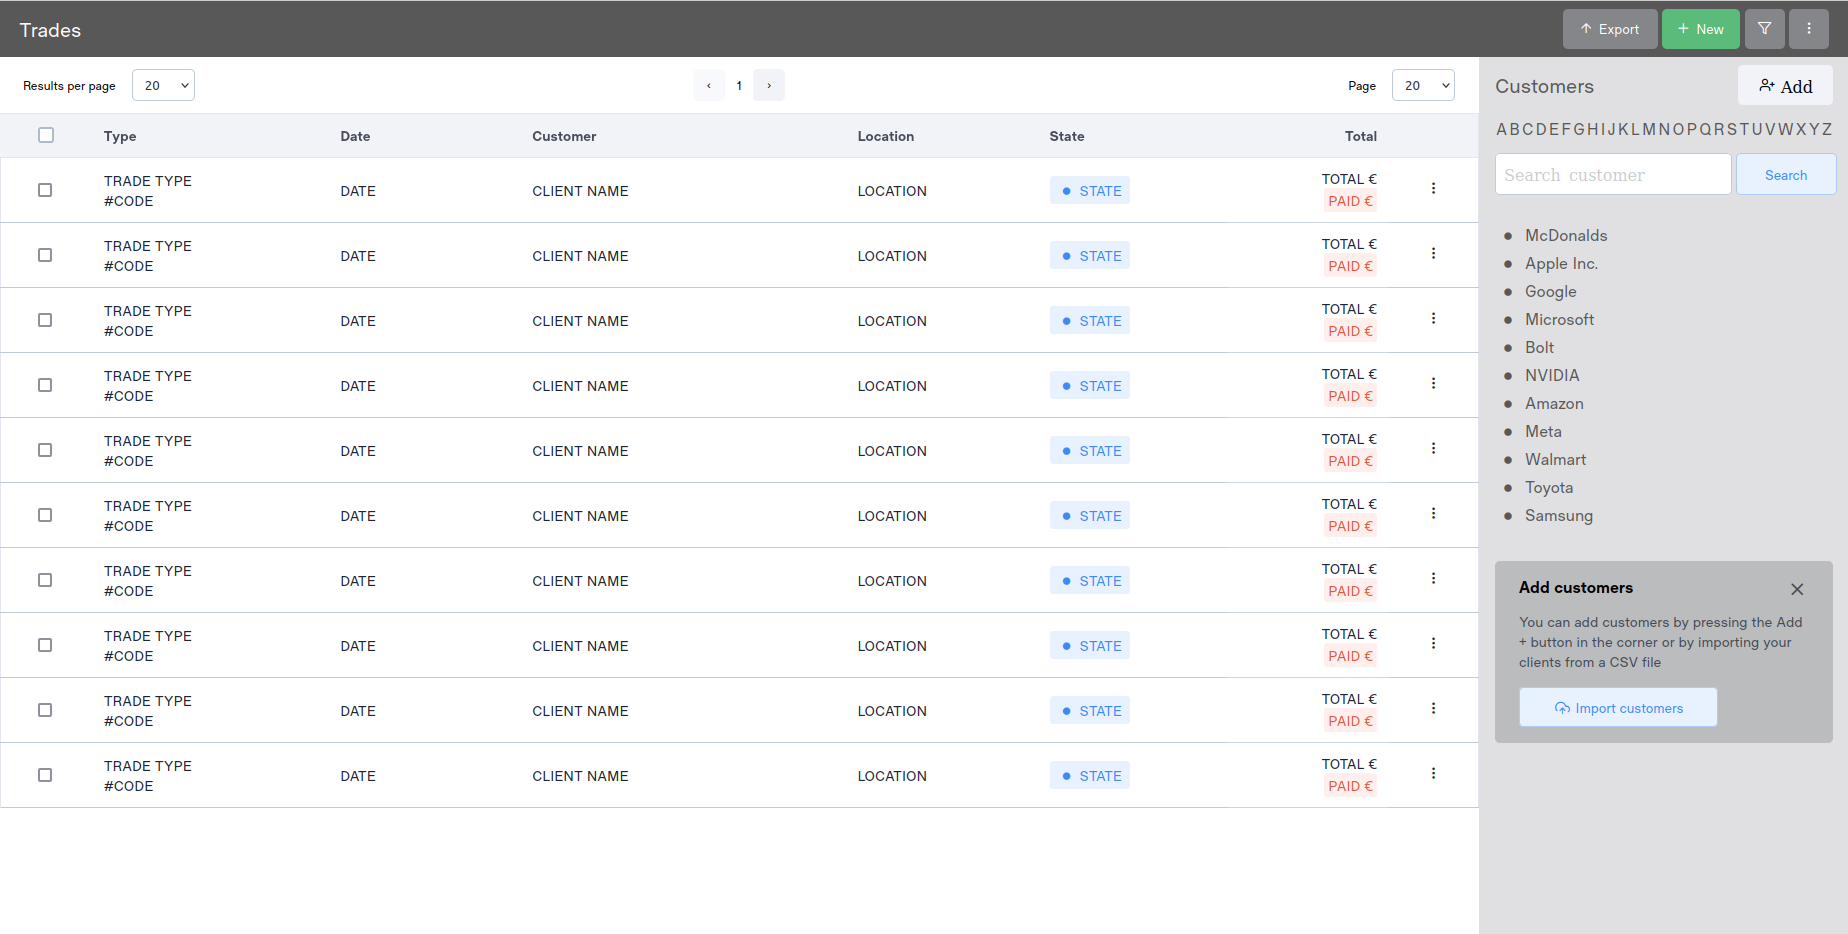 Trades
Export
+ New
Results per page 20
‹ 1 ›
Page 20
Type Date Customer Location State Total
TRADE TYPE
#CODE
DATE
CLIENT NAME
LOCATION
STATE
TOTAL €
PAID €
TRADE TYPE
#CODE
DATE
CLIENT NAME
LOCATION
STATE
TOTAL €
PAID €
TRADE TYPE
#CODE
DATE
CLIENT NAME
LOCATION
STATE
TOTAL €
PAID €
TRADE TYPE
#CODE
DATE
CLIENT NAME
LOCATION
STATE
TOTAL €
PAID €
TRADE TYPE
#CODE
DATE
CLIENT NAME
LOCATION
STATE
TOTAL €
PAID €
TRADE TYPE
#CODE
DATE
CLIENT NAME
LOCATION
STATE
TOTAL €
PAID €
TRADE TYPE
#CODE
DATE
CLIENT NAME
LOCATION
STATE
TOTAL €
PAID €
TRADE TYPE
#CODE
DATE
CLIENT NAME
LOCATION
STATE
TOTAL €
PAID €
TRADE TYPE
#CODE
DATE
CLIENT NAME
LOCATION
STATE
TOTAL €
PAID €
TRADE TYPE
#CODE
DATE
CLIENT NAME
LOCATION
STATE
TOTAL €
PAID €
Customers
Add
A B C D E F G H I J K L M N O P Q R S T U V W X Y Z
Search customer
Search
McDonalds
Apple Inc.
Google
Microsoft
Bolt
NVIDIA
Amazon
Meta
Walmart
Toyota
Samsung
Add customers
You can add customers by pressing the Add
+ button in the corner or by importing your
clients from a CSV file
Import customers